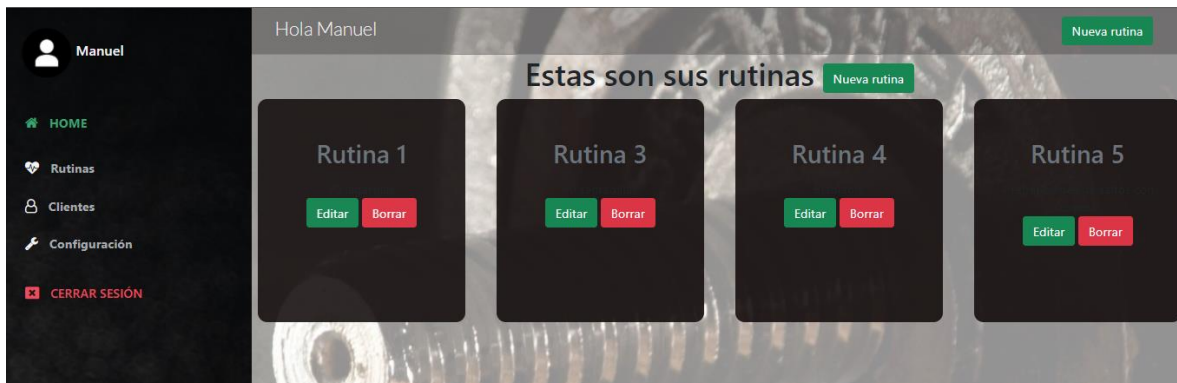 Manuel
HOME
Rutinas
Clientes
Configuración
CERRAR SESIÓN
Hola Manuel
Nueva rutina
Estas son sus rutinas Nueva rutina
Rutina 1
Editar Borrar
Rutina 3
Editar Borrar
Rutina 4
Editar Borrar
Rutina 5
Editar Borrar